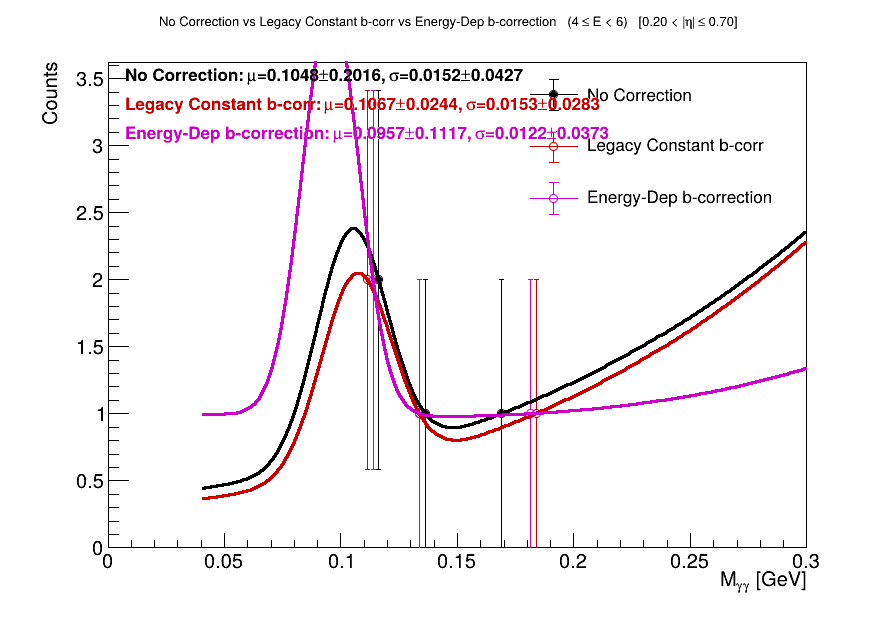 No Correction vs Legacy Constant b-corr vs Energy-Dep b-correction (4 ≤ E < 6) [0.20 < |η| ≤ 0.70]
Counts
3.5
3
2.5
2
1.5
1
0.5
0
No Correction: μ=0.1048±0.2016, σ=0.0152±0.0427
Legacy Constant b-corr: μ=0.1067±0.0244, σ=0.0153±0.0283
Energy-Dep b-correction: μ=0.0957±0.1117, σ=0.0122±0.0373
No Correction
Legacy Constant b-corr
Energy-Dep b-correction
0 0.05 0.1 0.15 0.2 0.25 0.3
Mγγ [GeV]